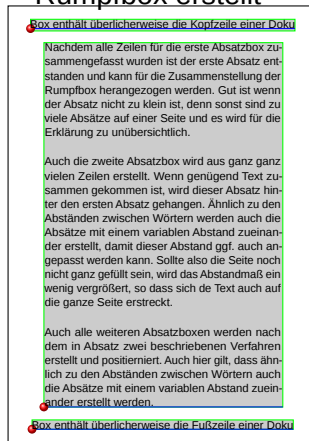 Rumpfbox erstellt
Box enthält überlicherweise die Kopfzeile einer Doku
Nachdem alle Zeilen für die erste Absatzbox zu-
sammengefasst wurden ist der erste Absatz ent-
standen und kann für die Zusammenstellung der
Rumpfbox herangezogen werden. Gut ist wenn
der Absatz nicht zu klein ist, denn sonst sind zu
viele Absätze auf einer Seite und es wird für die
Erklärung zu unübersichtlich.
Auch die zweite Absatzbox wird aus ganz ganz
vielen Zeilen erstellt. Wenn genügend Text zu-
sammen gekommen ist, wird dieser Absatz hin-
ter den ersten Absatz gehangen. Ähnlich zu den
Abständen zwischen Wörtern werden auch die
Absätze mit einem variablen Abstand zueinan-
der erstellt, damit dieser Abstand ggf. auch an-
gepasst werden kann. Sollte also die Seite noch
nicht ganz gefüllt sein, wird das Abstandmaß ein
wenig vergrößert, so dass sich de Text auch auf
die ganze Seite erstreckt.
Auch alle weiteren Absatzboxen werden nach
dem in Absatz zwei beschriebenen Verfahren
erstellt und positierniert. Auch hier gilt, dass ähn-
lich zu den Abständen zwischen Wörtern auch
die Absätze mit einem variablen Abstand zuein-
ander erstellt werden.
Box enthält überlicherweise die Fußzeile einer Doku